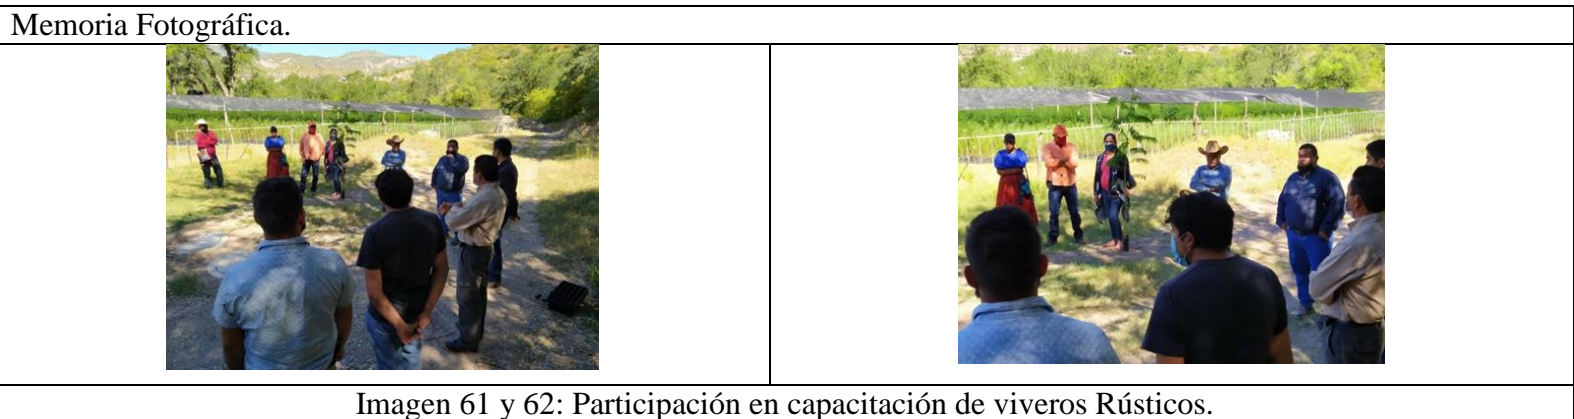 Memoria Fotográfica.
Imagen 61 y 62: Participación en capacitación de viveros Rústicos.